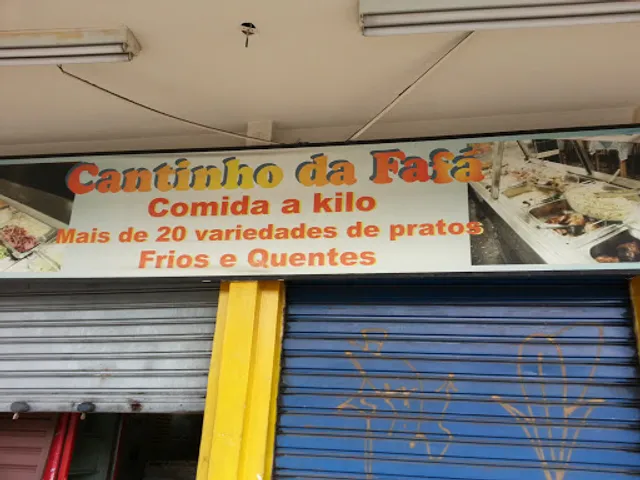 Cantinho da Fafá
Comida a kilo
Mais de 20 variedades de pratos
Frios e Quentes